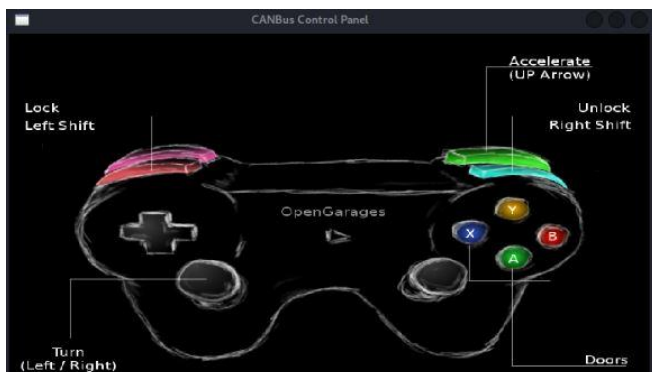 CANBus Control Panel
Accelerate
(UP Arrow)
Lock
Left Shift
Unlock
Right Shift
OpenGarages
Y
X
B
A
Turn
(Left / Right)
Doors